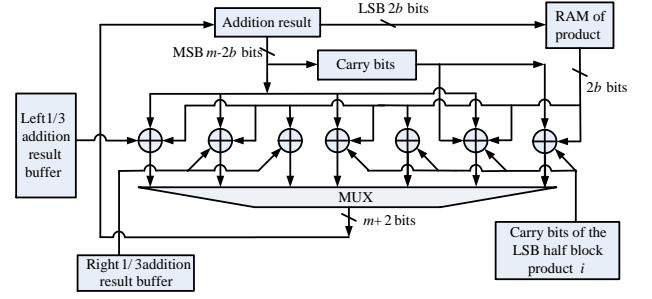 Addition result
LSB 2b bits
RAM of
product
MSB m-2b bits
Carry bits
2b bits
Left1/3
addition
result
buffer
MUX
m+2 bits
Right 1/3addition
result buffer
Carry bits of the
LSB half block
product i